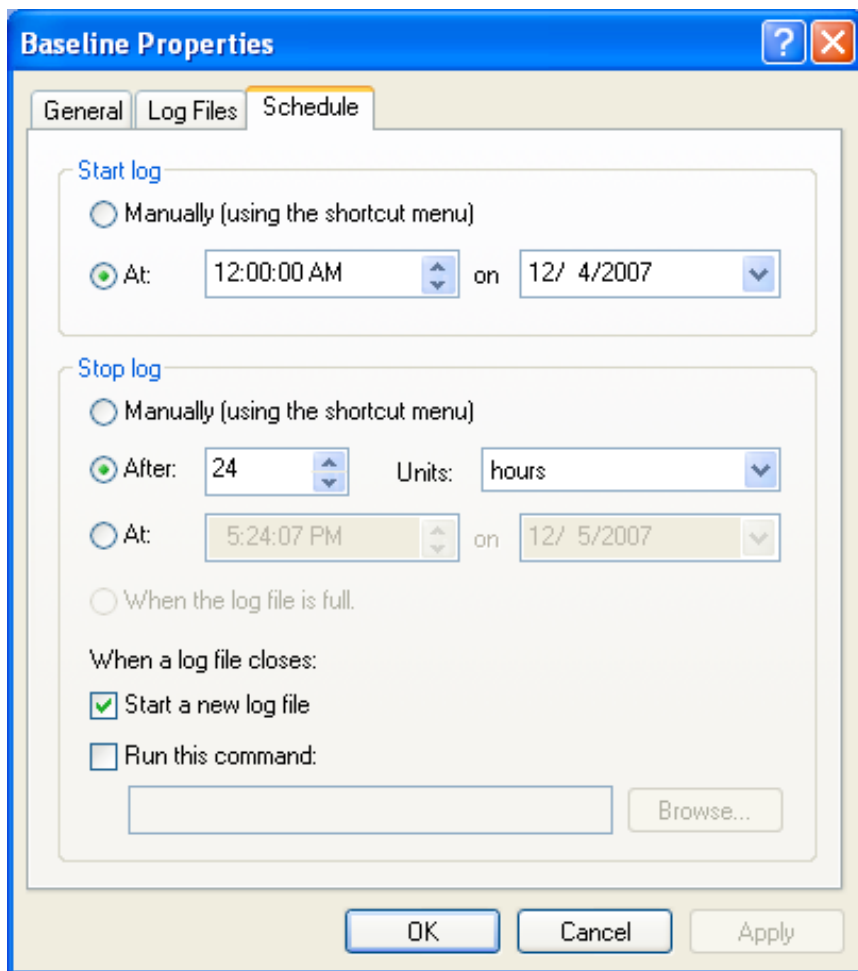 Baseline Properties
General Log Files Schedule
Start log
Manually (using the shortcut menu)
At: 12:00:00 AM on 12/ 4/2007
Stop log
Manually (using the shortcut menu)
After: 24 Units: hours
At: 5:24:07 PM on 12/ 5/2007
When the log file is full.
When a log file closes:
Start a new log file
Run this command:
Browse...
OK Cancel Apply